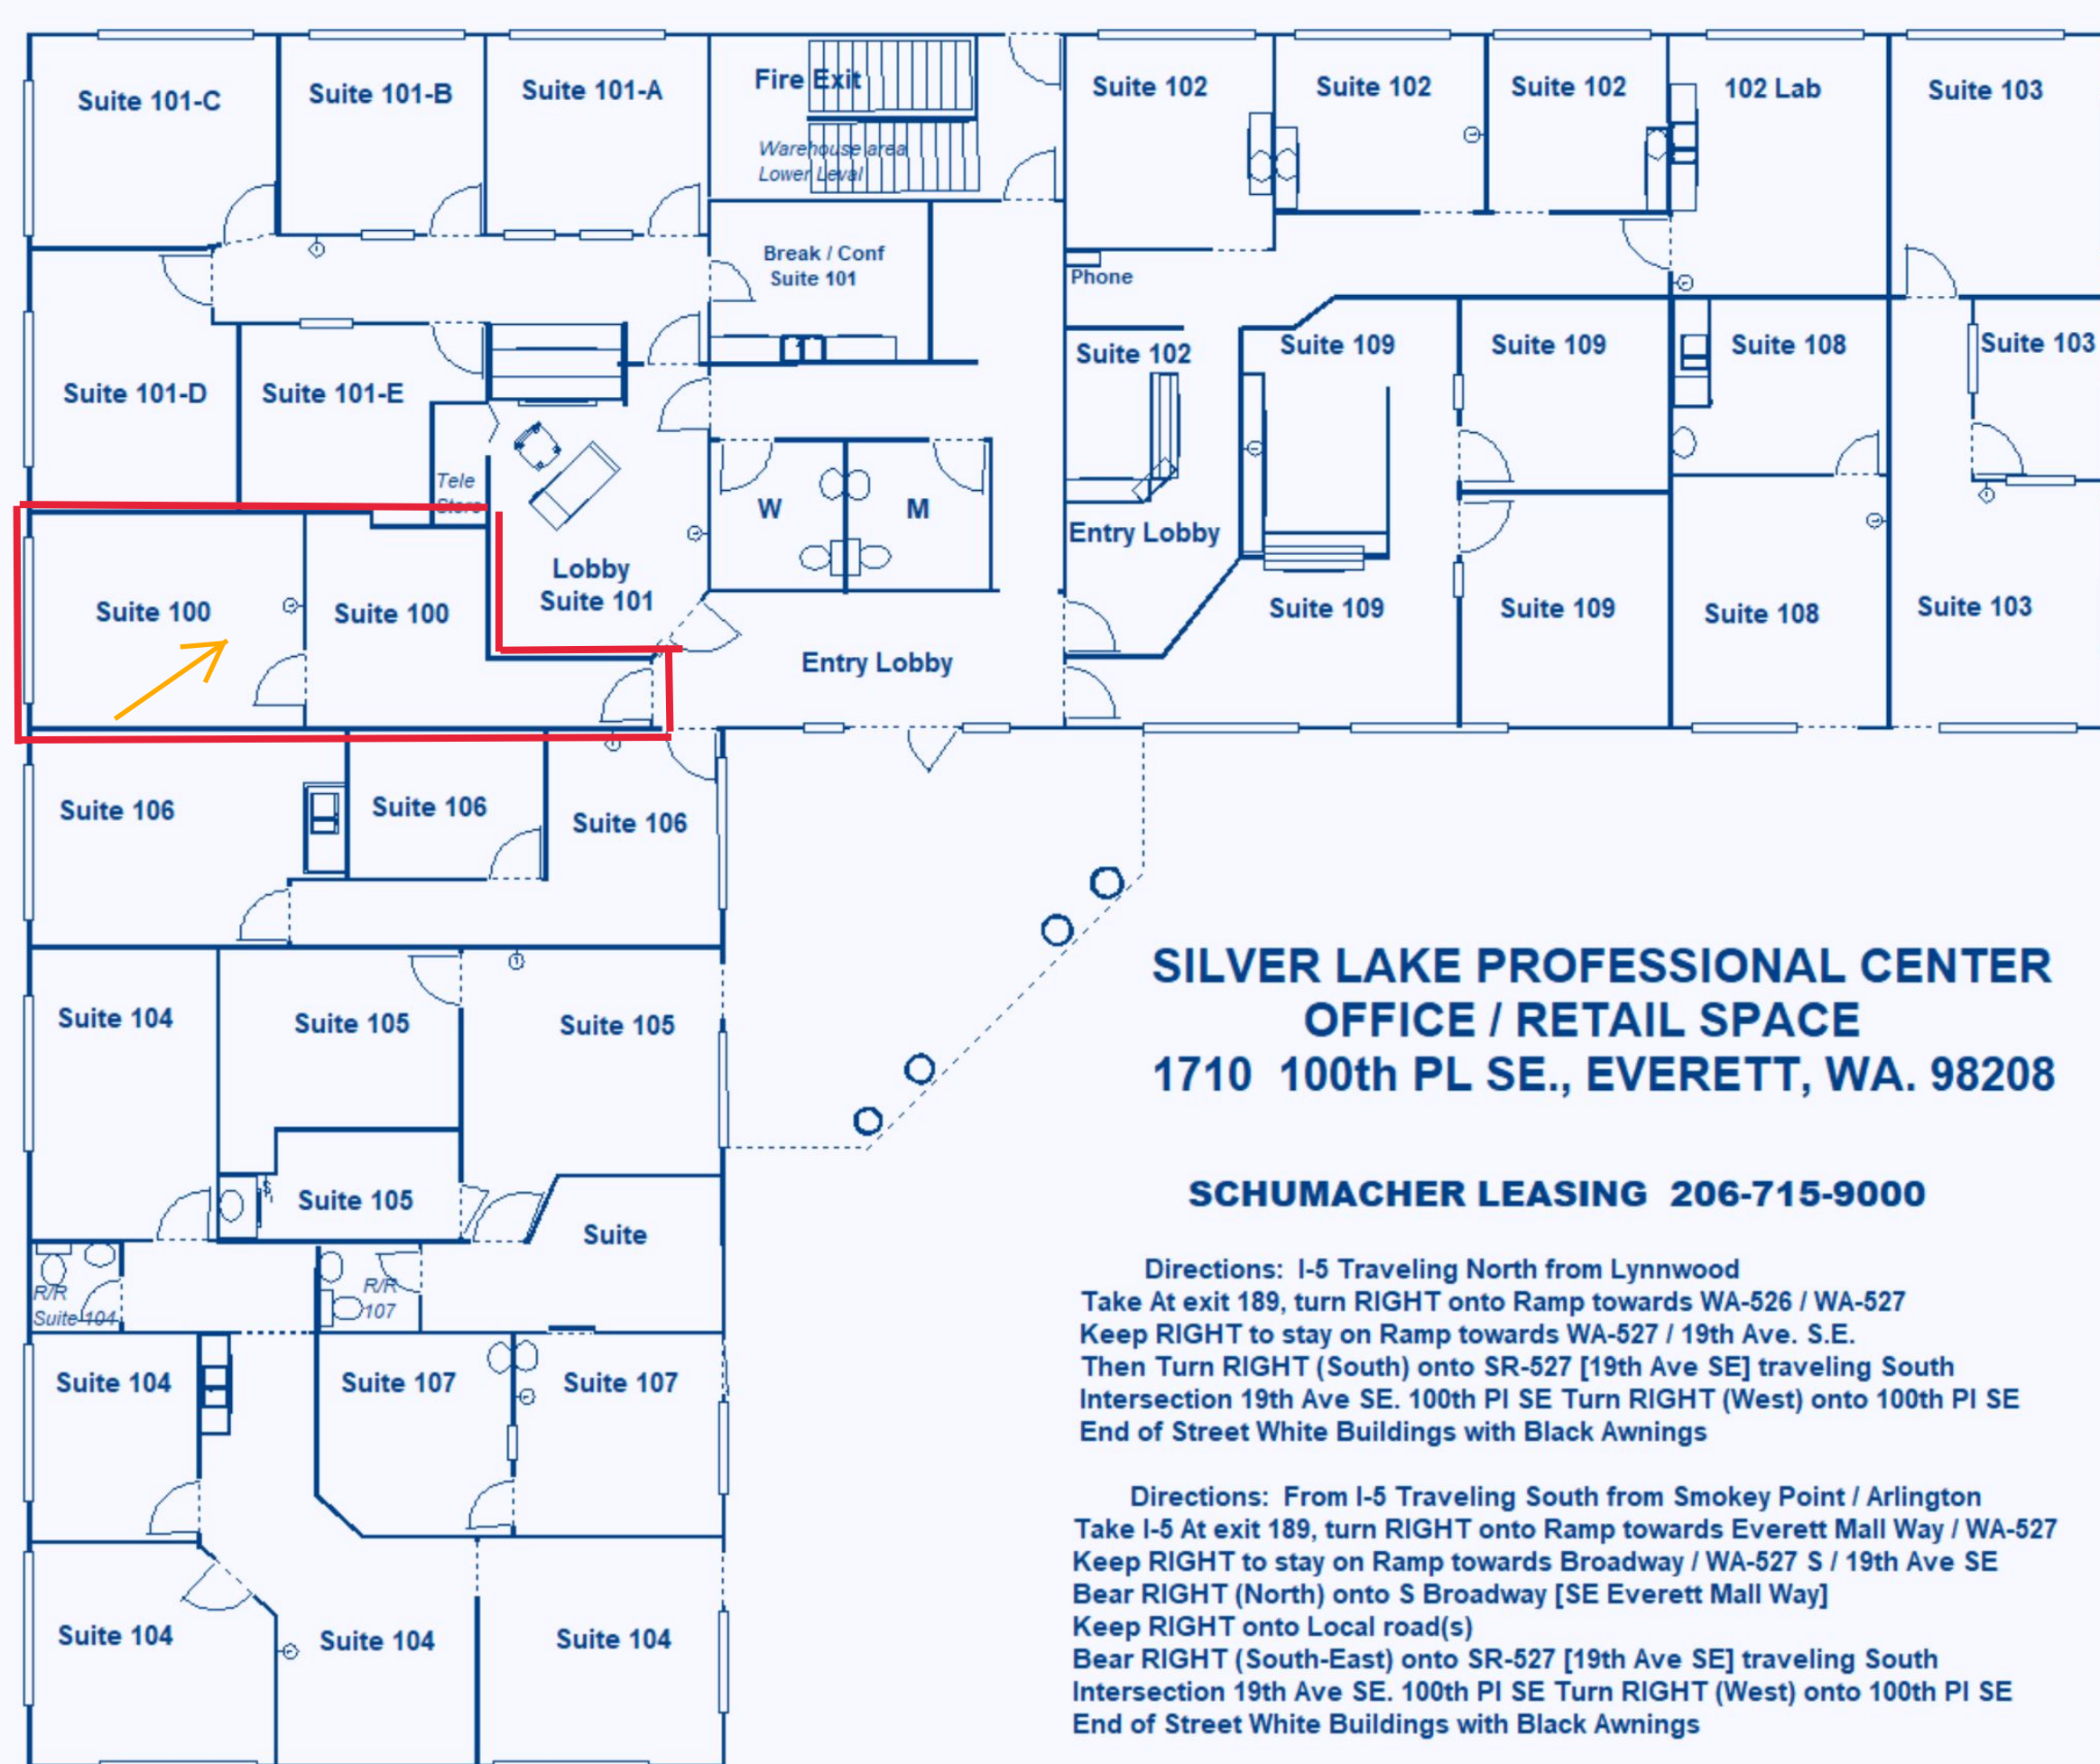 Suite 101-C
Suite 101-B
Suite 101-A
Fire Exit
Warehouse area
Lower Leval
Suite 102
Suite 102
Suite 102
102 Lab
Suite 103
Break / Conf
Suite 101
Phone
Suite 102
Suite 109
Suite 109
Suite 108
Suite 103
Suite 101-D
Suite 101-E
Tele
Store
W
M
Entry Lobby
Lobby
Suite 101
Suite 100
Suite 100
Entry Lobby
Suite 109
Suite 109
Suite 108
Suite 103
Suite 106
Suite 106
Suite 106
Suite 104
Suite 105
Suite 105
Suite 105
Suite
R/R
Suite 104
R/R
107
Suite 104
Suite 107
Suite 107
Suite 104
Suite 104
Suite 104
SILVER LAKE PROFESSIONAL CENTER
OFFICE / RETAIL SPACE
1710 100th PL SE., EVERETT, WA. 98208
SCHUMACHER LEASING 206-715-9000
Directions: I-5 Traveling North from Lynnwood
Take At exit 189, turn RIGHT onto Ramp towards WA-526 / WA-527
Keep RIGHT to stay on Ramp towards WA-527 / 19th Ave. S.E.
Then Turn RIGHT (South) onto SR-527 [19th Ave SE] traveling South
Intersection 19th Ave SE. 100th Pl SE Turn RIGHT (West) onto 100th Pl SE
End of Street White Buildings with Black Awnings
Directions: From I-5 Traveling South from Smokey Point / Arlington
Take I-5 At exit 189, turn RIGHT onto Ramp towards Everett Mall Way / WA-527
Keep RIGHT to stay on Ramp towards Broadway / WA-527 S / 19th Ave SE
Bear RIGHT (North) onto S Broadway [SE Everett Mall Way]
Keep RIGHT onto Local road(s)
Bear RIGHT (South-East) onto SR-527 [19th Ave SE] traveling South
Intersection 19th Ave SE. 100th Pl SE Turn RIGHT (West) onto 100th Pl SE
End of Street White Buildings with Black Awnings